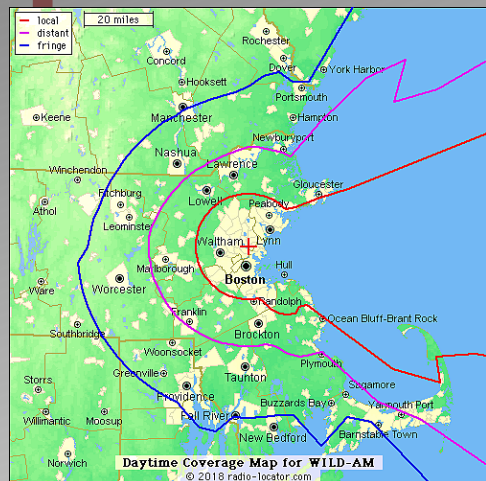 local
distant
fringe
20 miles
Rochester
Concord
Dover
York Harbor
Hooksett
Portsmouth
Keene
Manchester
Hampton
Newburyport
Nashua
Lawrence
Winchendon
Gloucester
Fitchburg
Lowell
Peabody
Athol
Leominster
Waltham
Lynn
Marlborough
Hull
Boston
Ware
Worcester
Randolph
Franklin
Ocean Bluff-Brant Rock
Southbridge
Brockton
Woonsocket
Plymouth
Greenville
Taunton
Storrs
Providence
Sagamore
Buzzards Bay
Yarmouth Port
Willimantic
Moosup
Fall River
Barnstable Town
New Bedford
Norwich
Daytime Coverage Map for WILD-AM
© 2018 radio-locator.com